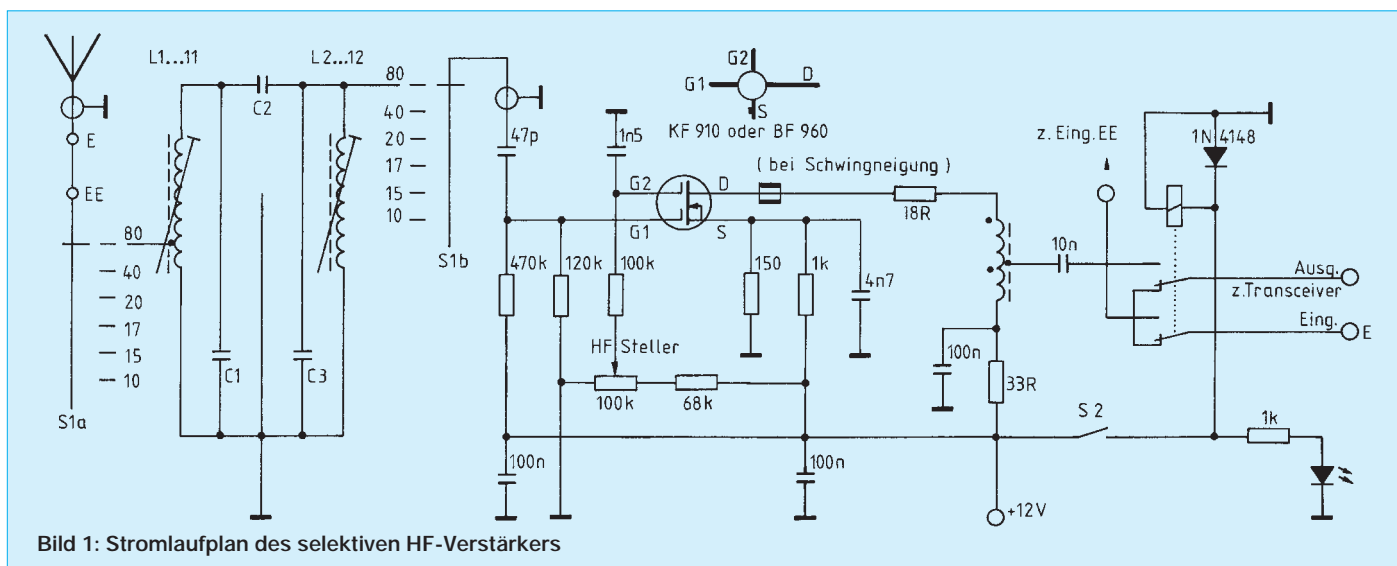 L1...11
L2...12
E
EE
80
40
20
17
15
10
S1a
C1
C2
C3
80
40
20
17
15
10
S1b
47p
1n5
G2
G1
D
S
KF 910 oder BF 960
(bei Schwingneigung)
G2
G1
D
S
18R
470k
120k
100k
150
1k
4n7
HF Steller
100k
68k
100n
100n
100n
33R
10n
z. Eing. EE
1N 4148
Ausg.
z. Transceiver
Eing.
E
S 2
1k
+12V
Bild 1: Stromlaufplan des selektiven HF-Verstärkers